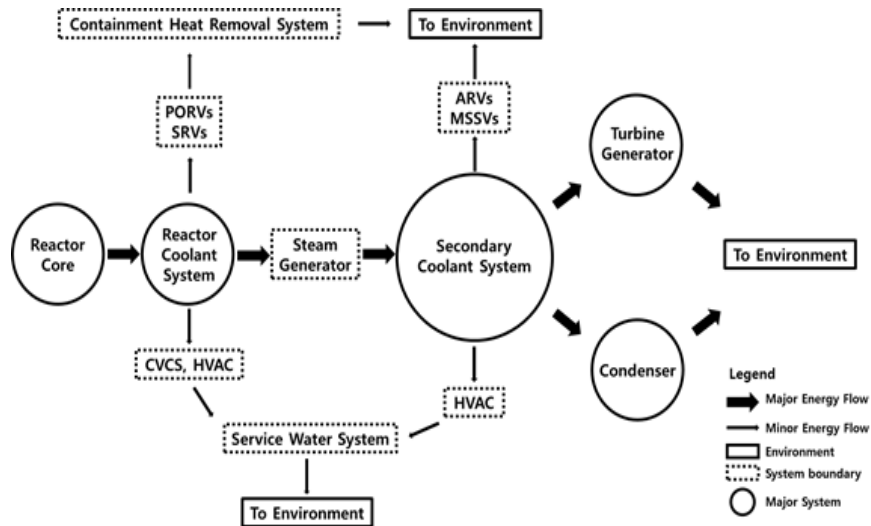 Containment Heat Removal System
To Environment
PORVs
SRVs
ARVs
MSSVs
Turbine
Generator
Reactor
Core
Reactor
Coolant
System
Steam
Generator
Secondary
Coolant System
To Environment
CVCS, HVAC
HVAC
Condenser
Service Water System
To Environment
Legend
Major Energy Flow
Minor Energy Flow
Environment
System boundary
Major System